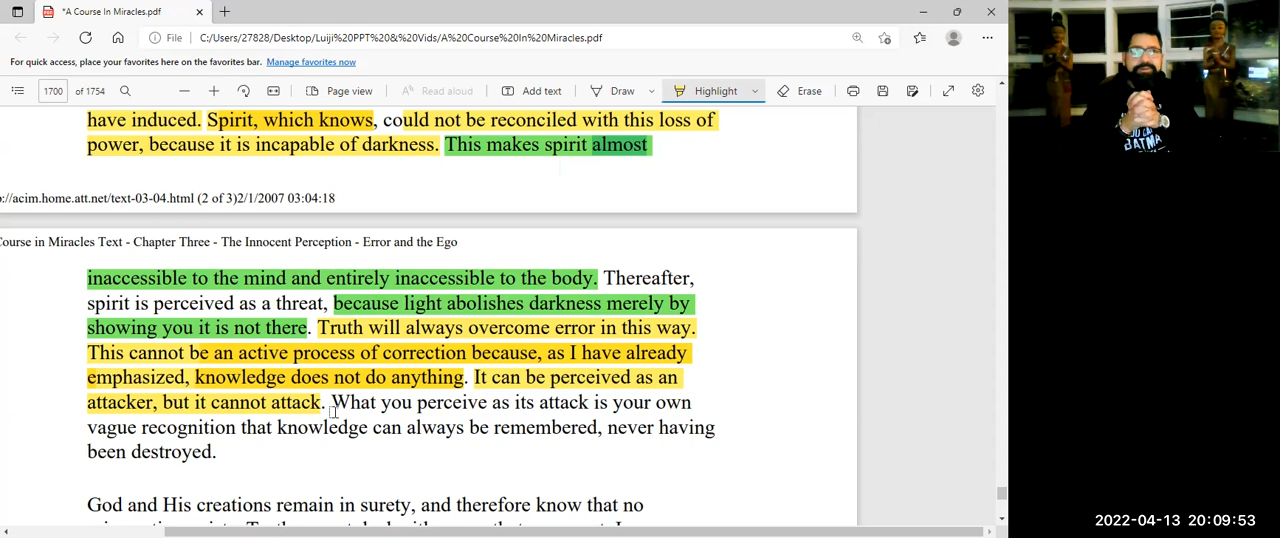 *A Course In Miracles.pdf
File C:/Users/27828/Desktop/Luiji%20PPT%20&%20Vids/A%20Course%20In%20Miracles.pdf
For quick access, place your favorites here on the favorites bar. Manage favorites now
1700 of 1754 Page view Read aloud Add text Draw Highlight Erase
have induced. Spirit, which knows, could not be reconciled with this loss of
power, because it is incapable of darkness. This makes spirit almost
://acim.home.att.net/text-03-04.html (2 of 3)2/1/2007 03:04:18
Course in Miracles Text - Chapter Three - The Innocent Perception - Error and the Ego
inaccessible to the mind and entirely inaccessible to the body. Thereafter,
spirit is perceived as a threat, because light abolishes darkness merely by
showing you it is not there. Truth will always overcome error in this way.
This cannot be an active process of correction because, as I have already
emphasized, knowledge does not do anything. It can be perceived as an
attacker, but it cannot attack. What you perceive as its attack is your own
vague recognition that knowledge can always be remembered, never having
been destroyed.
God and His creations remain in surety, and therefore know that no
BATMA
2022-04-13 20:09:53